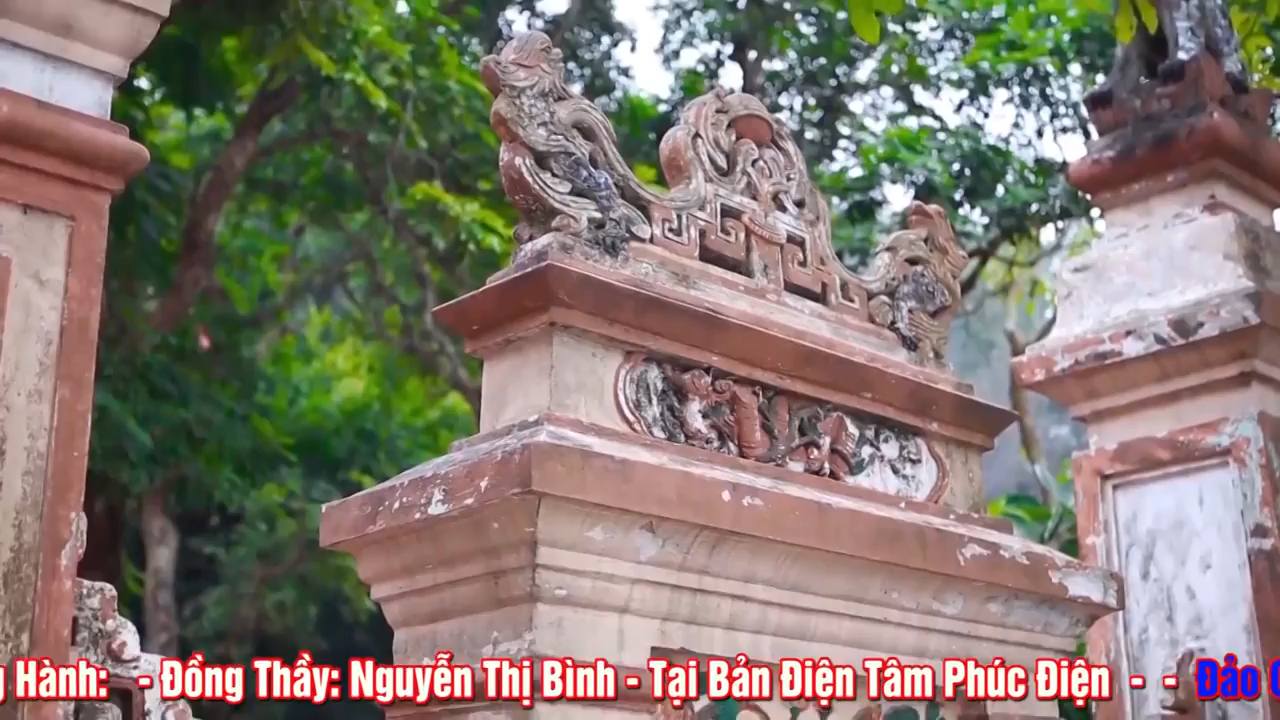 Hành: - Đồng Thầy: Nguyễn Thị Bình - Tại Bản Điện Tâm Phúc Điện - - Đảo